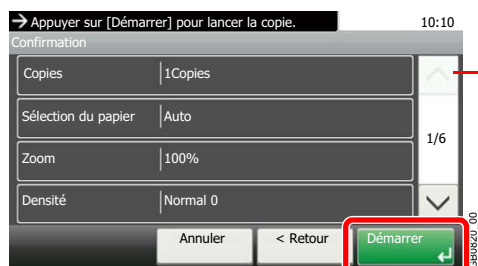 Appuyer sur [Démarrer] pour lancer la copie. 10:10
Confirmation
Copies 1Copies
Sélection du papier Auto
1/6
Zoom 100%
Densité Normal 0
Annuler < Retour Démarrer